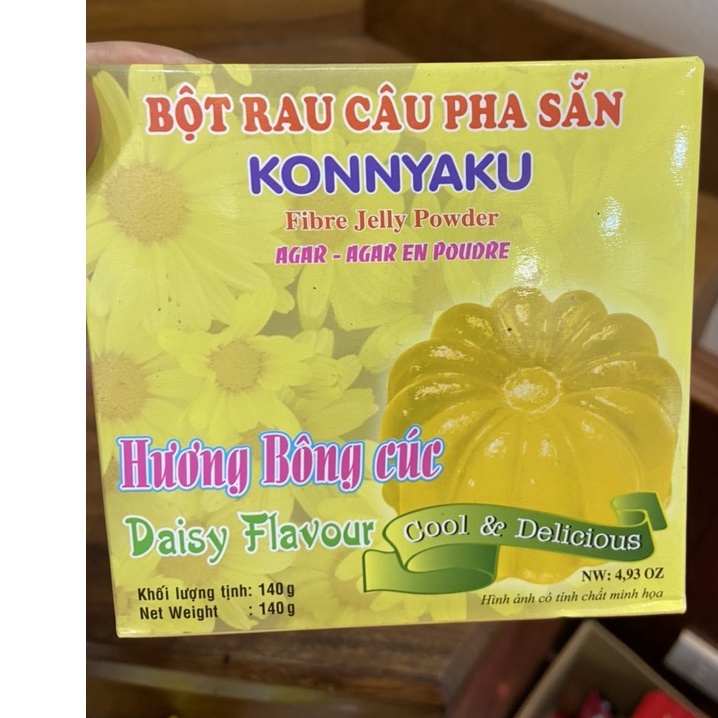 BỘT RAU CÂU PHA SẴN
KONNYAKU
Fibre Jelly Powder
AGAR - AGAR EN POUDRE
Hương Bông cúc
Daisy Flavour
Cool & Delicious
NW: 4,93 OZ
Khối lượng tịnh: 140g
Net Weight : 140g
Hình ảnh có tính chất minh họa